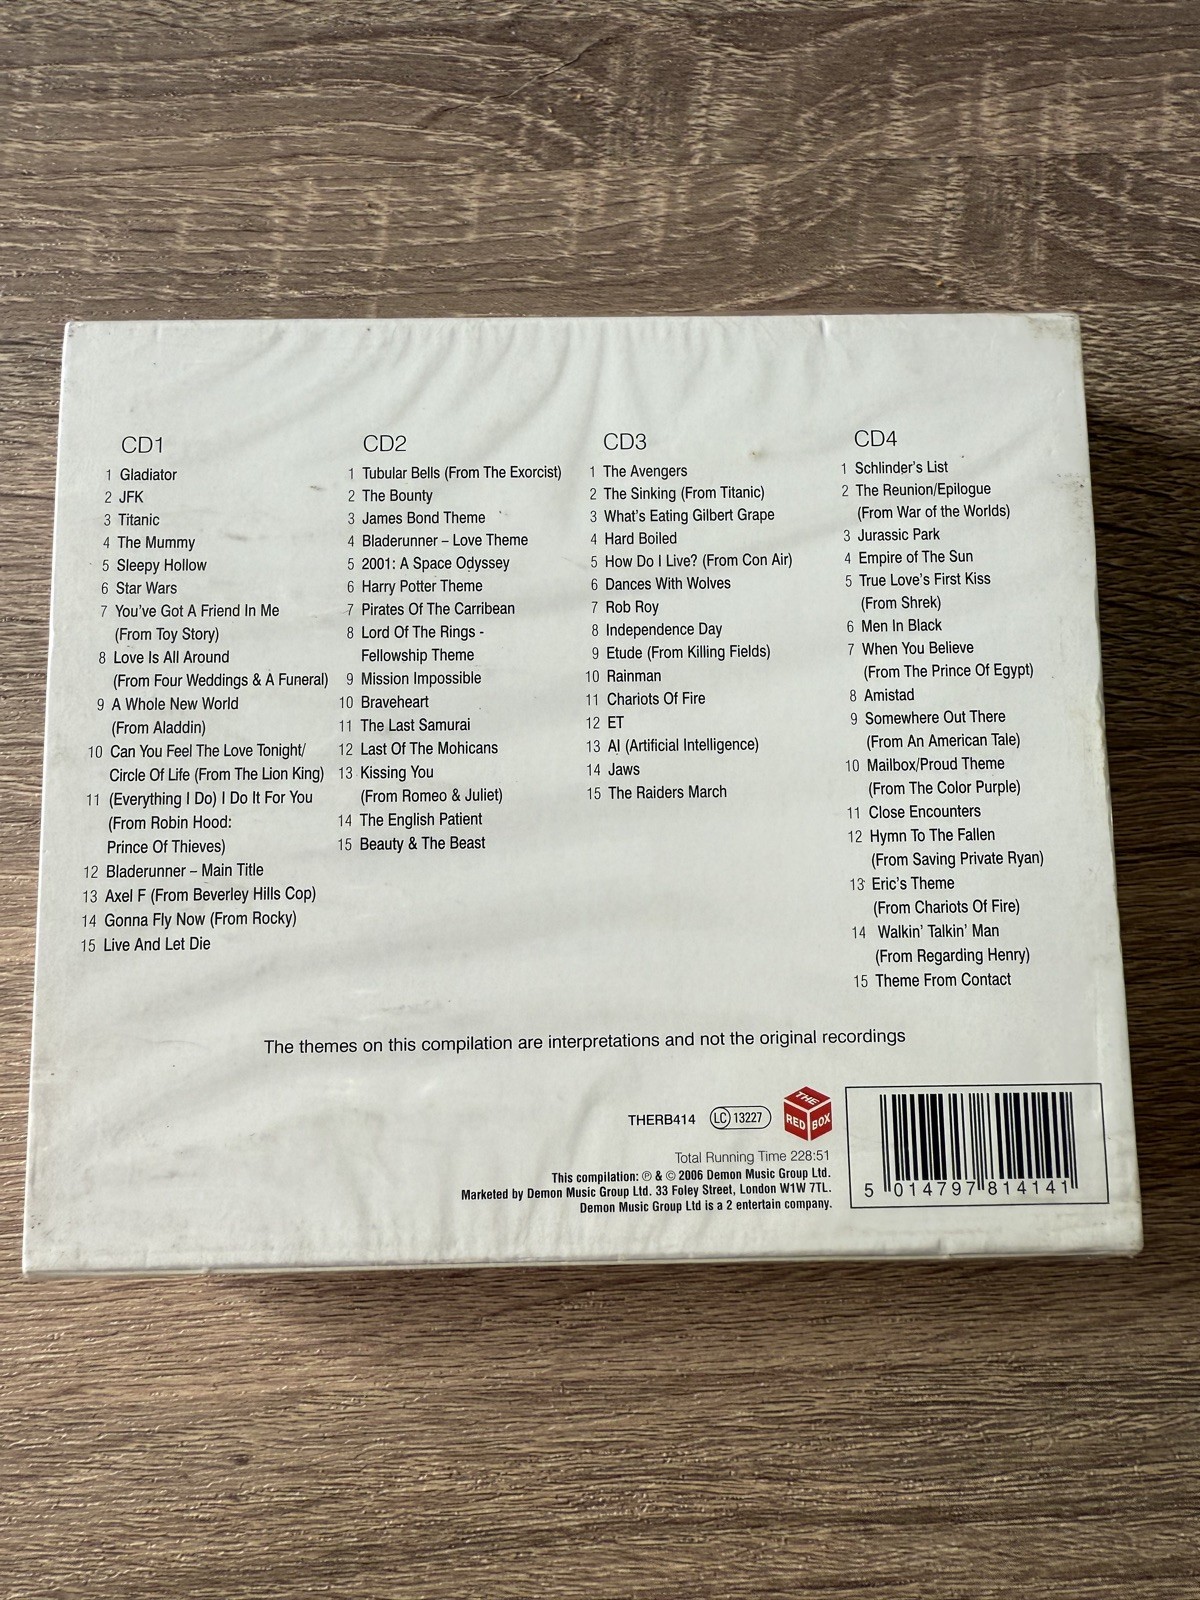 CD1
1 Gladiator
2 JFK
3 Titanic
4 The Mummy
5 Sleepy Hollow
6 Star Wars
7 You've Got A Friend In Me
(From Toy Story)
8 Love Is All Around
(From Four Weddings & A Funeral)
9 A Whole New World
(From Aladdin)
10 Can You Feel The Love Tonight/
Circle Of Life (From The Lion King)
11 (Everything I Do) I Do It For You
(From Robin Hood:
Prince Of Thieves)
12 Bladerunner – Main Title
13 Axel F (From Beverley Hills Cop)
14 Gonna Fly Now (From Rocky)
15 Live And Let Die
CD2
1 Tubular Bells (From The Exorcist)
2 The Bounty
3 James Bond Theme
4 Bladerunner – Love Theme
5 2001: A Space Odyssey
6 Harry Potter Theme
7 Pirates Of The Carribean
8 Lord Of The Rings -
Fellowship Theme
9 Mission Impossible
10 Braveheart
11 The Last Samurai
12 Last Of The Mohicans
13 Kissing You
(From Romeo & Juliet)
14 The English Patient
15 Beauty & The Beast
CD3
1 The Avengers
2 The Sinking (From Titanic)
3 What's Eating Gilbert Grape
4 Hard Boiled
5 How Do I Live? (From Con Air)
6 Dances With Wolves
7 Rob Roy
8 Independence Day
9 Etude (From Killing Fields)
10 Rainman
11 Chariots Of Fire
12 ET
13 AI (Artificial Intelligence)
14 Jaws
15 The Raiders March
CD4
1 Schlinder's List
2 The Reunion/Epilogue
(From War of the Worlds)
3 Jurassic Park
4 Empire of The Sun
5 True Love's First Kiss
(From Shrek)
6 Men In Black
7 When You Believe
(From The Prince Of Egypt)
8 Amistad
9 Somewhere Out There
(From An American Tale)
10 Mailbox/Proud Theme
(From The Color Purple)
11 Close Encounters
12 Hymn To The Fallen
(From Saving Private Ryan)
13 Eric's Theme
(From Chariots Of Fire)
14 Walkin' Talkin' Man
(From Regarding Henry)
15 Theme From Contact
The themes on this compilation are interpretations and not the original recordings
THERB414 LC 13227
THE RED BOX
Total Running Time 228:51
This compilation: ℗ & © 2006 Demon Music Group Ltd.
Marketed by Demon Music Group Ltd. 33 Foley Street, London W1W 7TL.
Demon Music Group Ltd is a 2 entertain company.
5 014797 814141